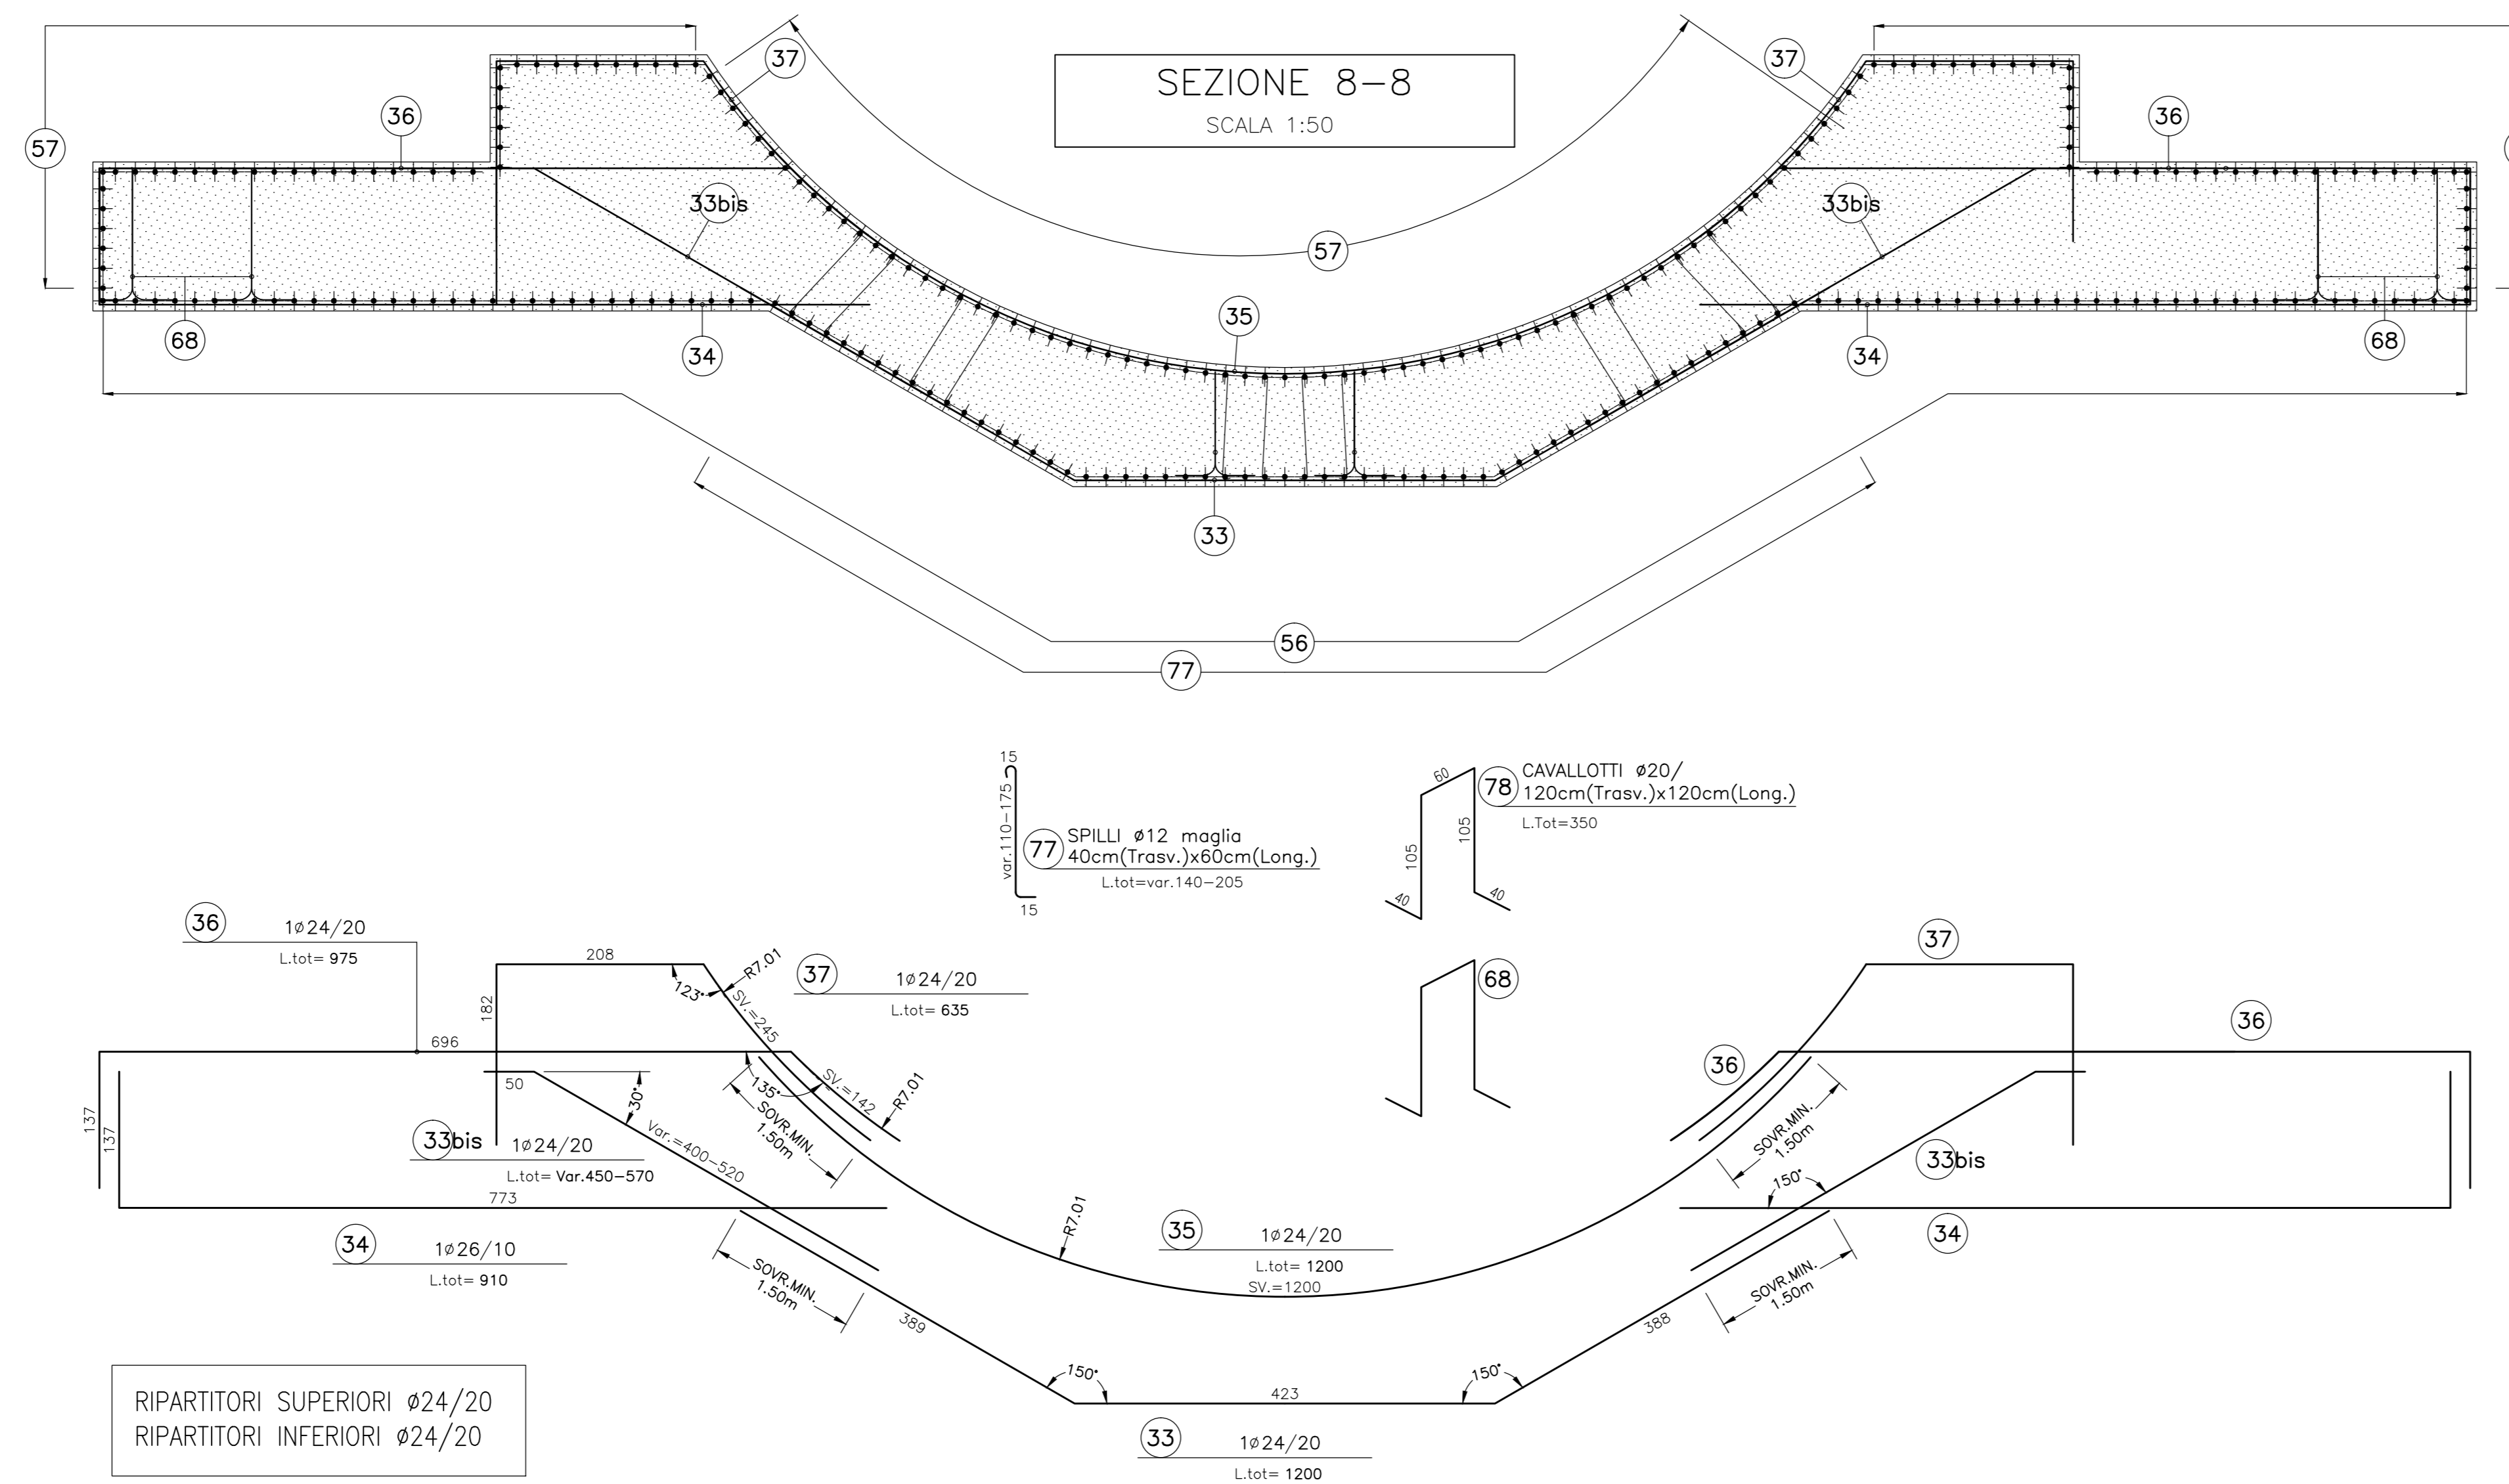 37
37
SEZIONE 8-8
SCALA 1:50
36
36
57
33bis
33bis
57
35
68
34
34
68
33
56
77
15
var.110-175
77
SPILLI ø12 maglia
40cm(Trasv.)x60cm(Long.)
L.tot=var.140-205
15
60
105
105
40
40
78
CAVALLOTTI ø20/
120cm(Trasv.)x120cm(Long.)
L.Tot=350
36
1ø24/20
L.tot= 975
208
R7.01
123°
SV.=245
37
1ø24/20
L.tot= 635
68
37
36
182
696
50
30°
135°
SV.=142
R7.01
SOVR.MIN.
1.50m
36
SOVR.MIN.
1.50m
137
137
33bis
1ø24/20
L.tot= Var.450-570
Var.=400-520
33bis
150°
773
34
1ø26/10
L.tot= 910
R7.01
35
1ø24/20
L.tot= 1200
SV.=1200
34
SOVR.MIN.
1.50m
SOVR.MIN.
1.50m
389
388
150°
150°
423
RIPARTITORI SUPERIORI ø24/20
RIPARTITORI INFERIORI ø24/20
33
1ø24/20
L.tot= 1200